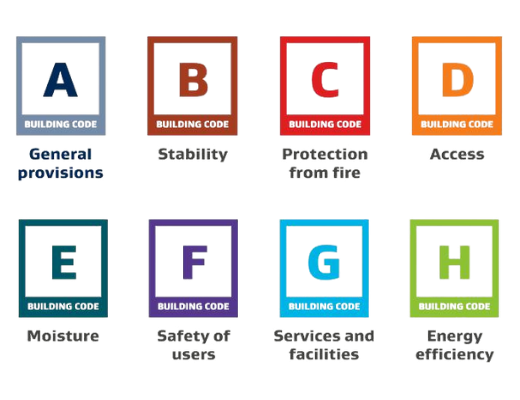 A B C D
BUILDING CODE BUILDING CODE BUILDING CODE BUILDING CODE
General provisions
Stability
Protection from fire
Access
E F G H
BUILDING CODE BUILDING CODE BUILDING CODE BUILDING CODE
Moisture
Safety of users
Services and facilities
Energy efficiency